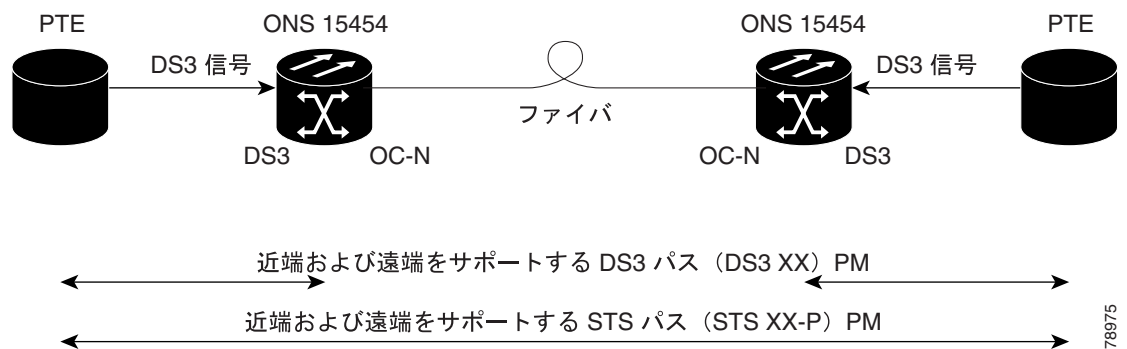 PTE
ONS 15454
ONS 15454
PTE
DS3 信号
DS3 信号
ファイバ
DS3
OC-N
OC-N
DS3
近端および遠端をサポートする DS3 パス（DS3 XX）PM
近端および遠端をサポートする STS パス（STS XX-P）PM
78975